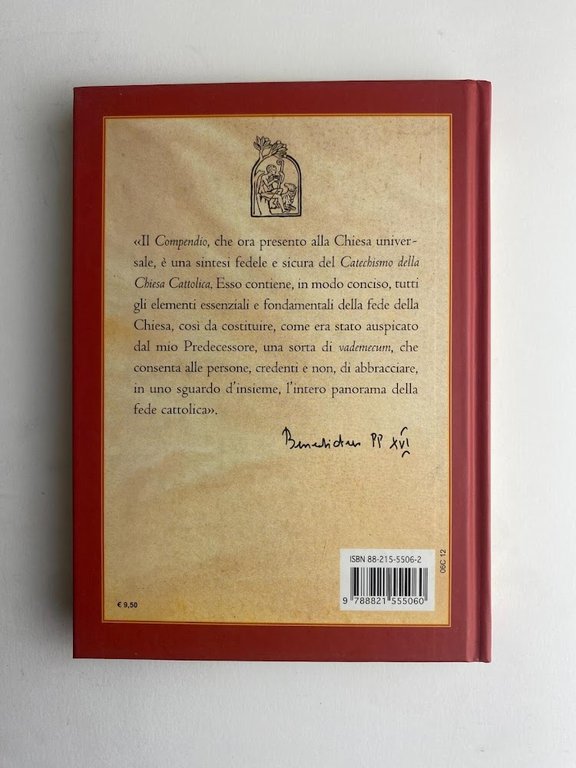 «Il Compendio, che ora presento alla Chiesa univer-
sale, è una sintesi fedele e sicura del Catechismo della
Chiesa Cattolica. Esso contiene, in modo conciso, tutti
gli elementi essenziali e fondamentali della fede della
Chiesa, così da costituire, come era stato auspicato
dal mio Predecessore, una sorta di vademecum, che
consenta alle persone, credenti e non, di abbracciare,
in uno sguardo d'insieme, l'intero panorama della
fede cattolica».
Benedictus PP XVI
ISBN 88-215-5506-2
9 788821 555060
06C 12
€ 9,50